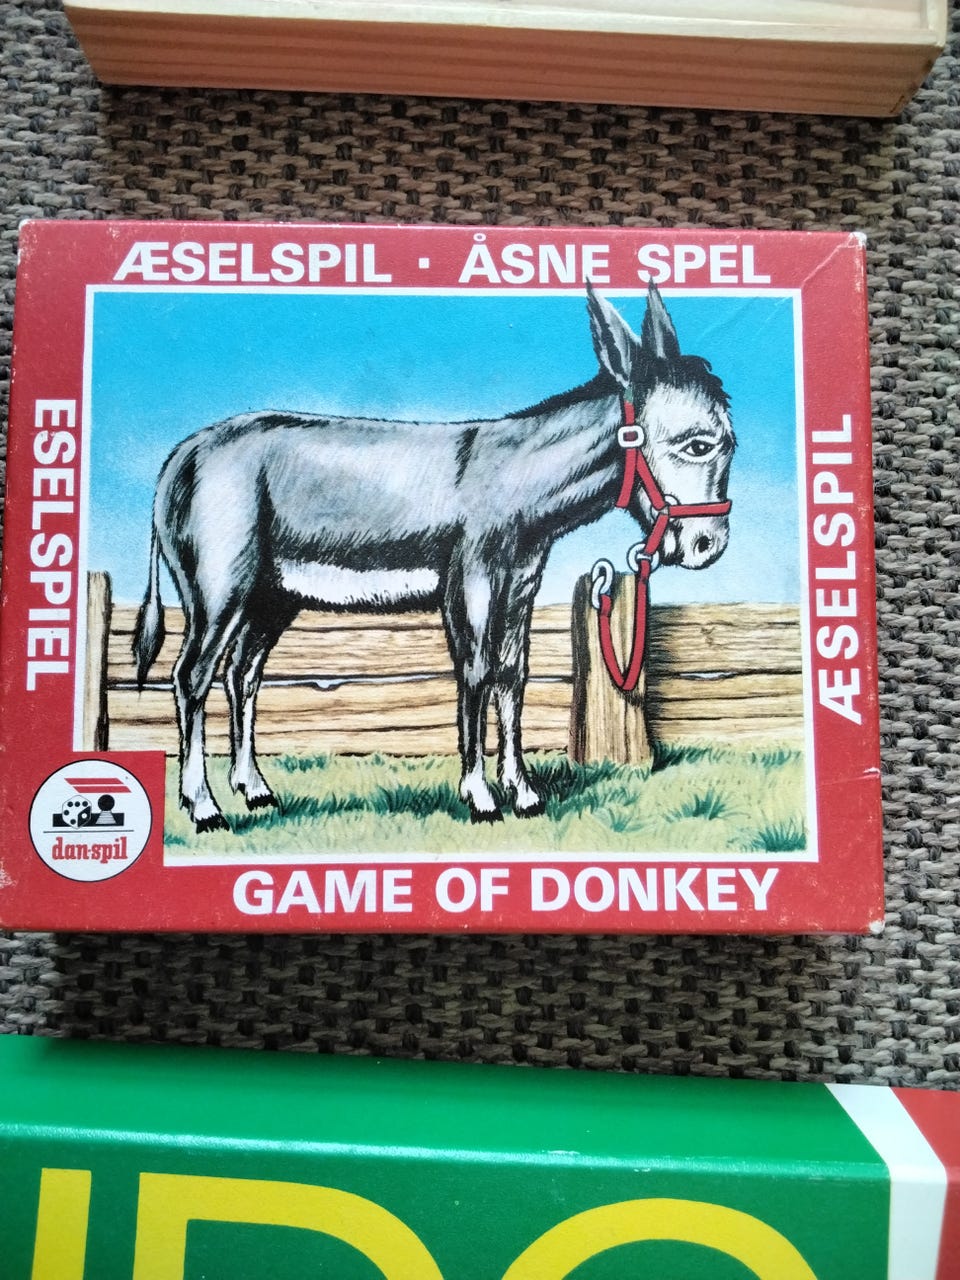 ÆSELSPIL · ÅSNE SPEL
ESELSPIEL
ÆSELSPIL
dan-spil
GAME OF DONKEY